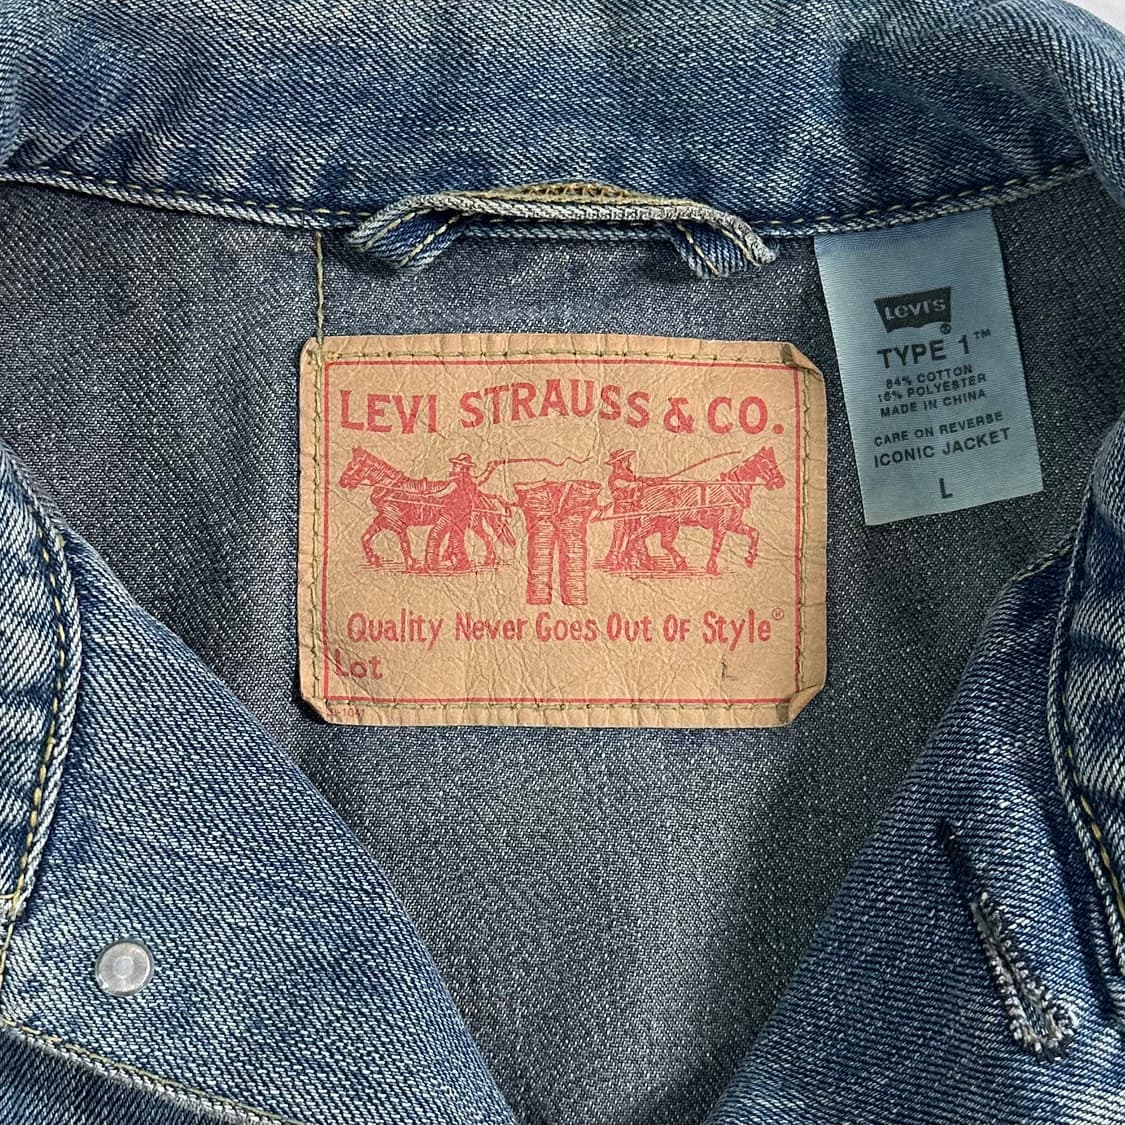 LEVI STRAUSS & CO.
Quality Never Goes Out Of Style®
Lot
L
LEVI'S
®
TYPE 1™
84% COTTON
16% POLYESTER
MADE IN CHINA
CARE ON REVERSE
ICONIC JACKET
L